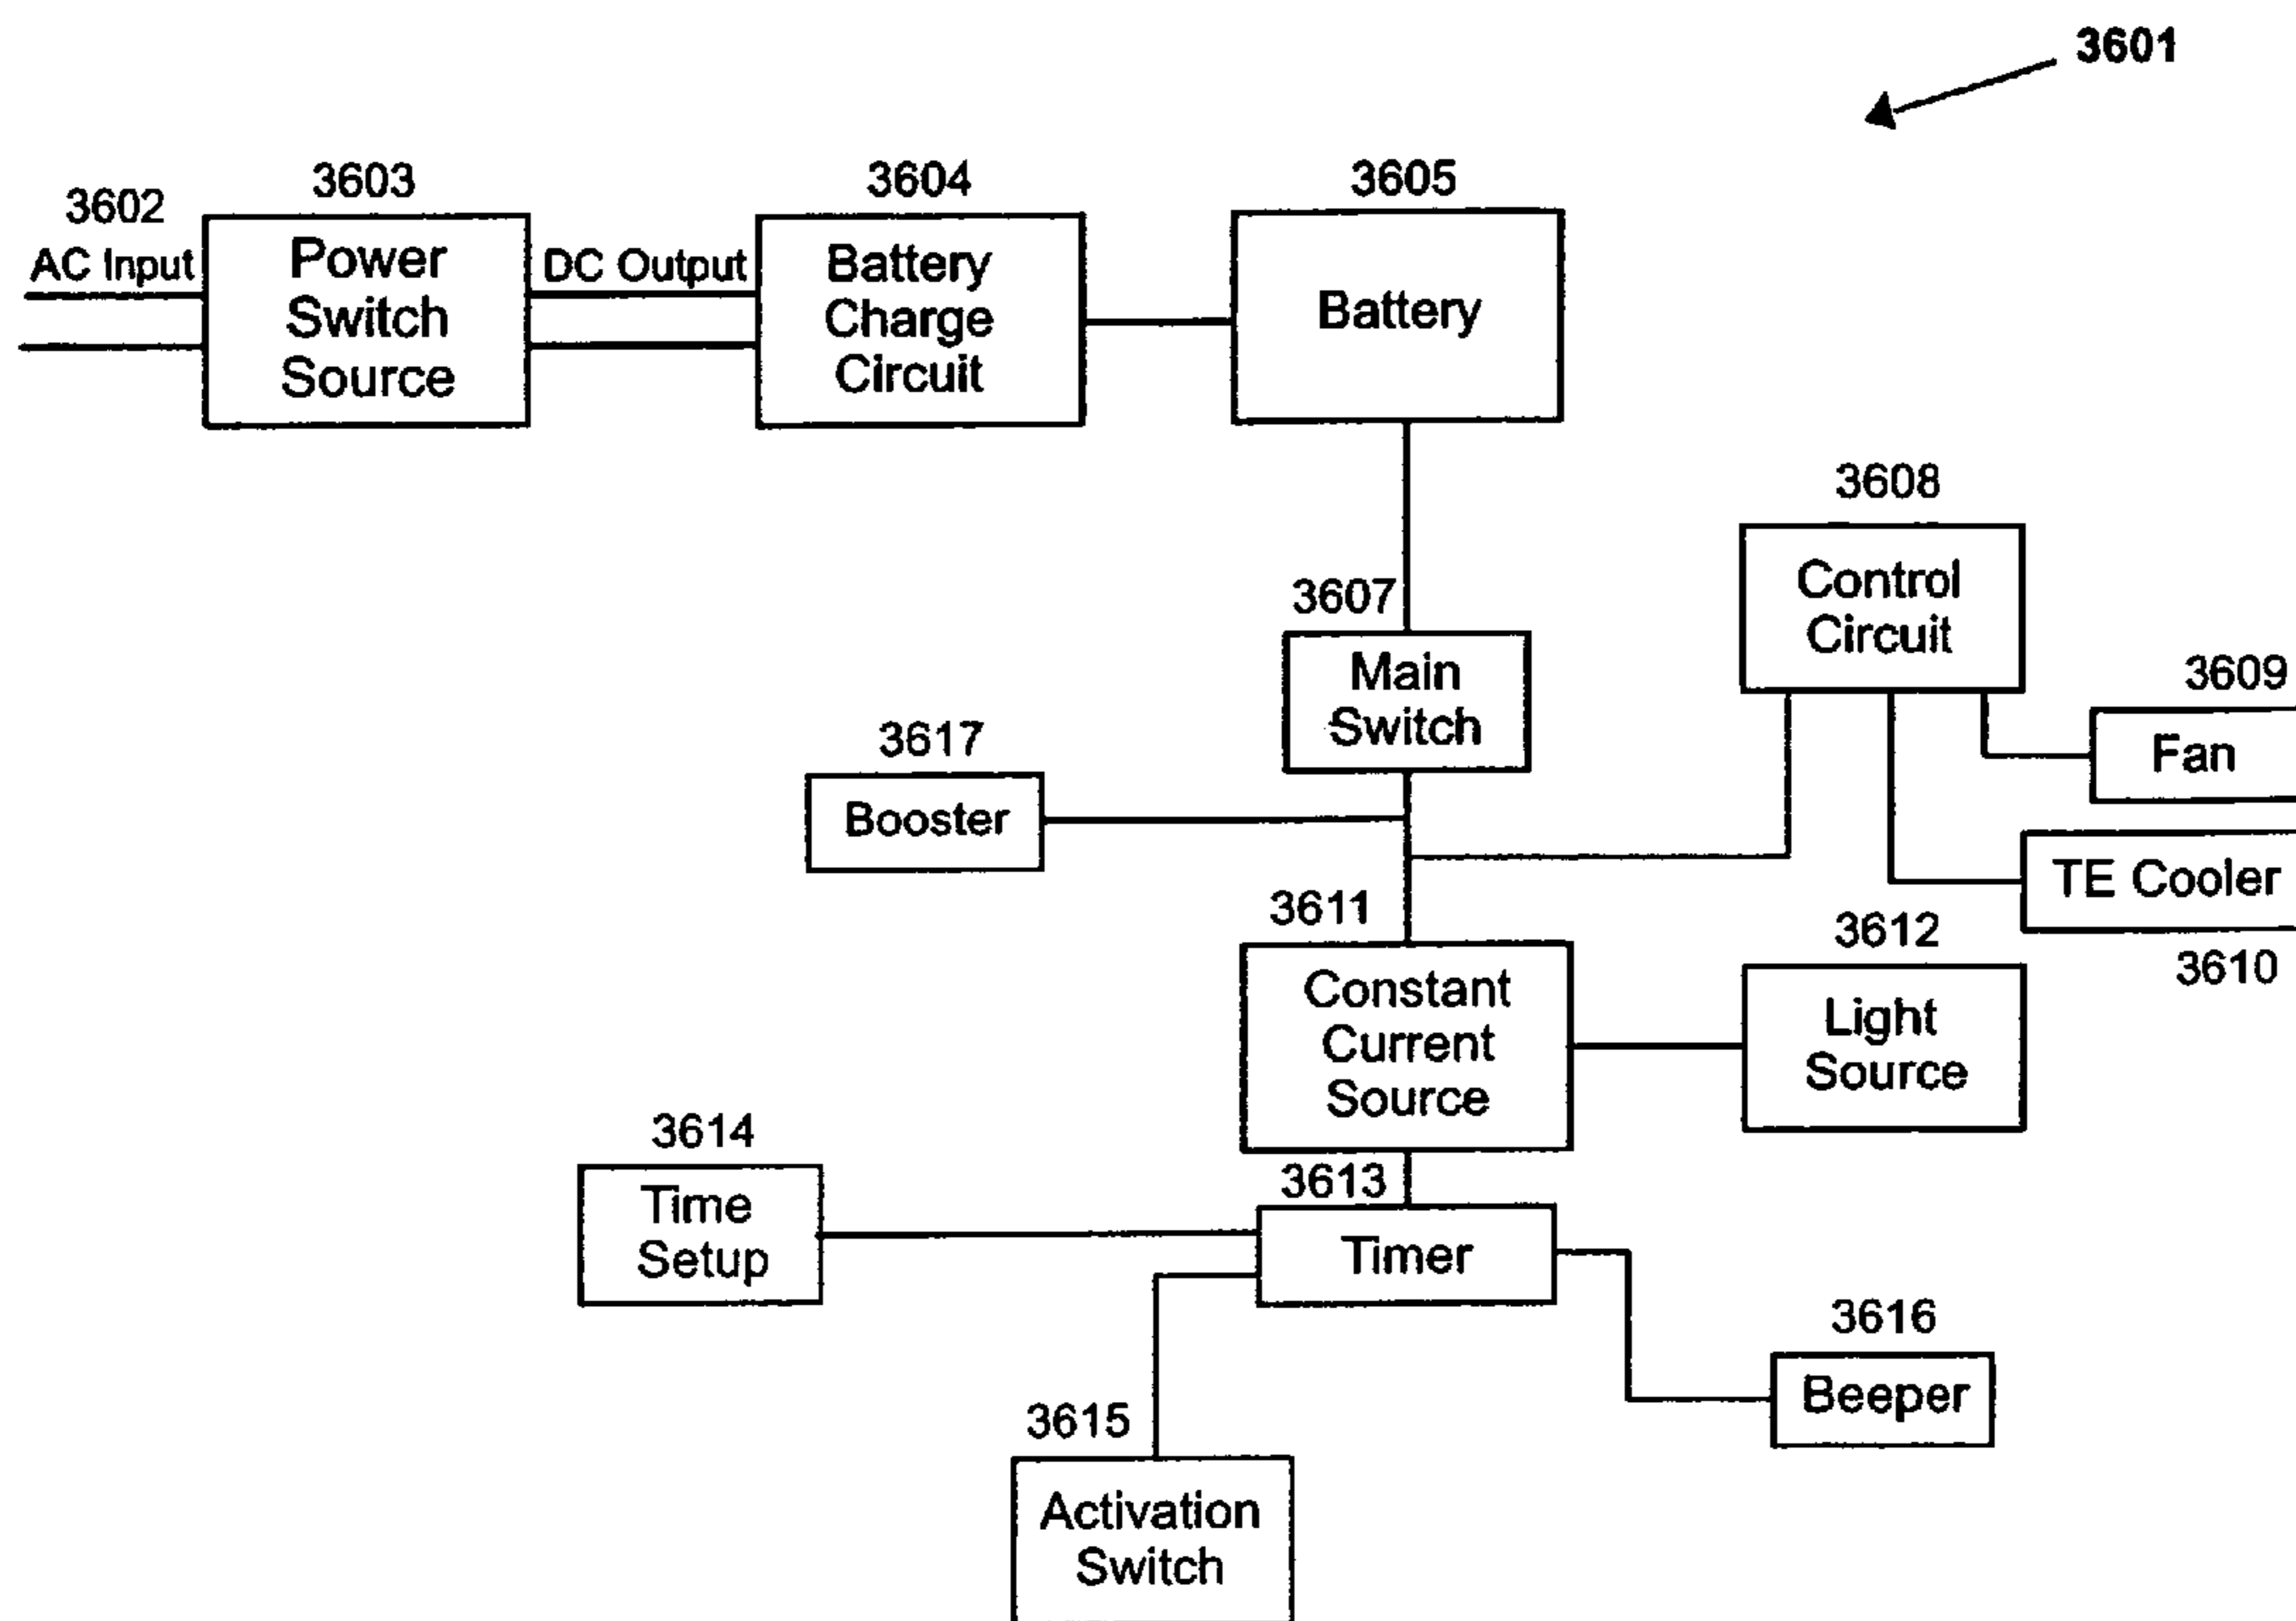 3601
3602
AC Input
3603
Power
Switch
Source
DC Output
3604
Battery
Charge
Circuit
3605
Battery
3607
Main
Switch
3608
Control
Circuit
3609
Fan
TE Cooler
3610
3617
Booster
3611
Constant
Current
Source
3612
Light
Source
3613
Timer
3614
Time
Setup
3615
Activation
Switch
3616
Beeper